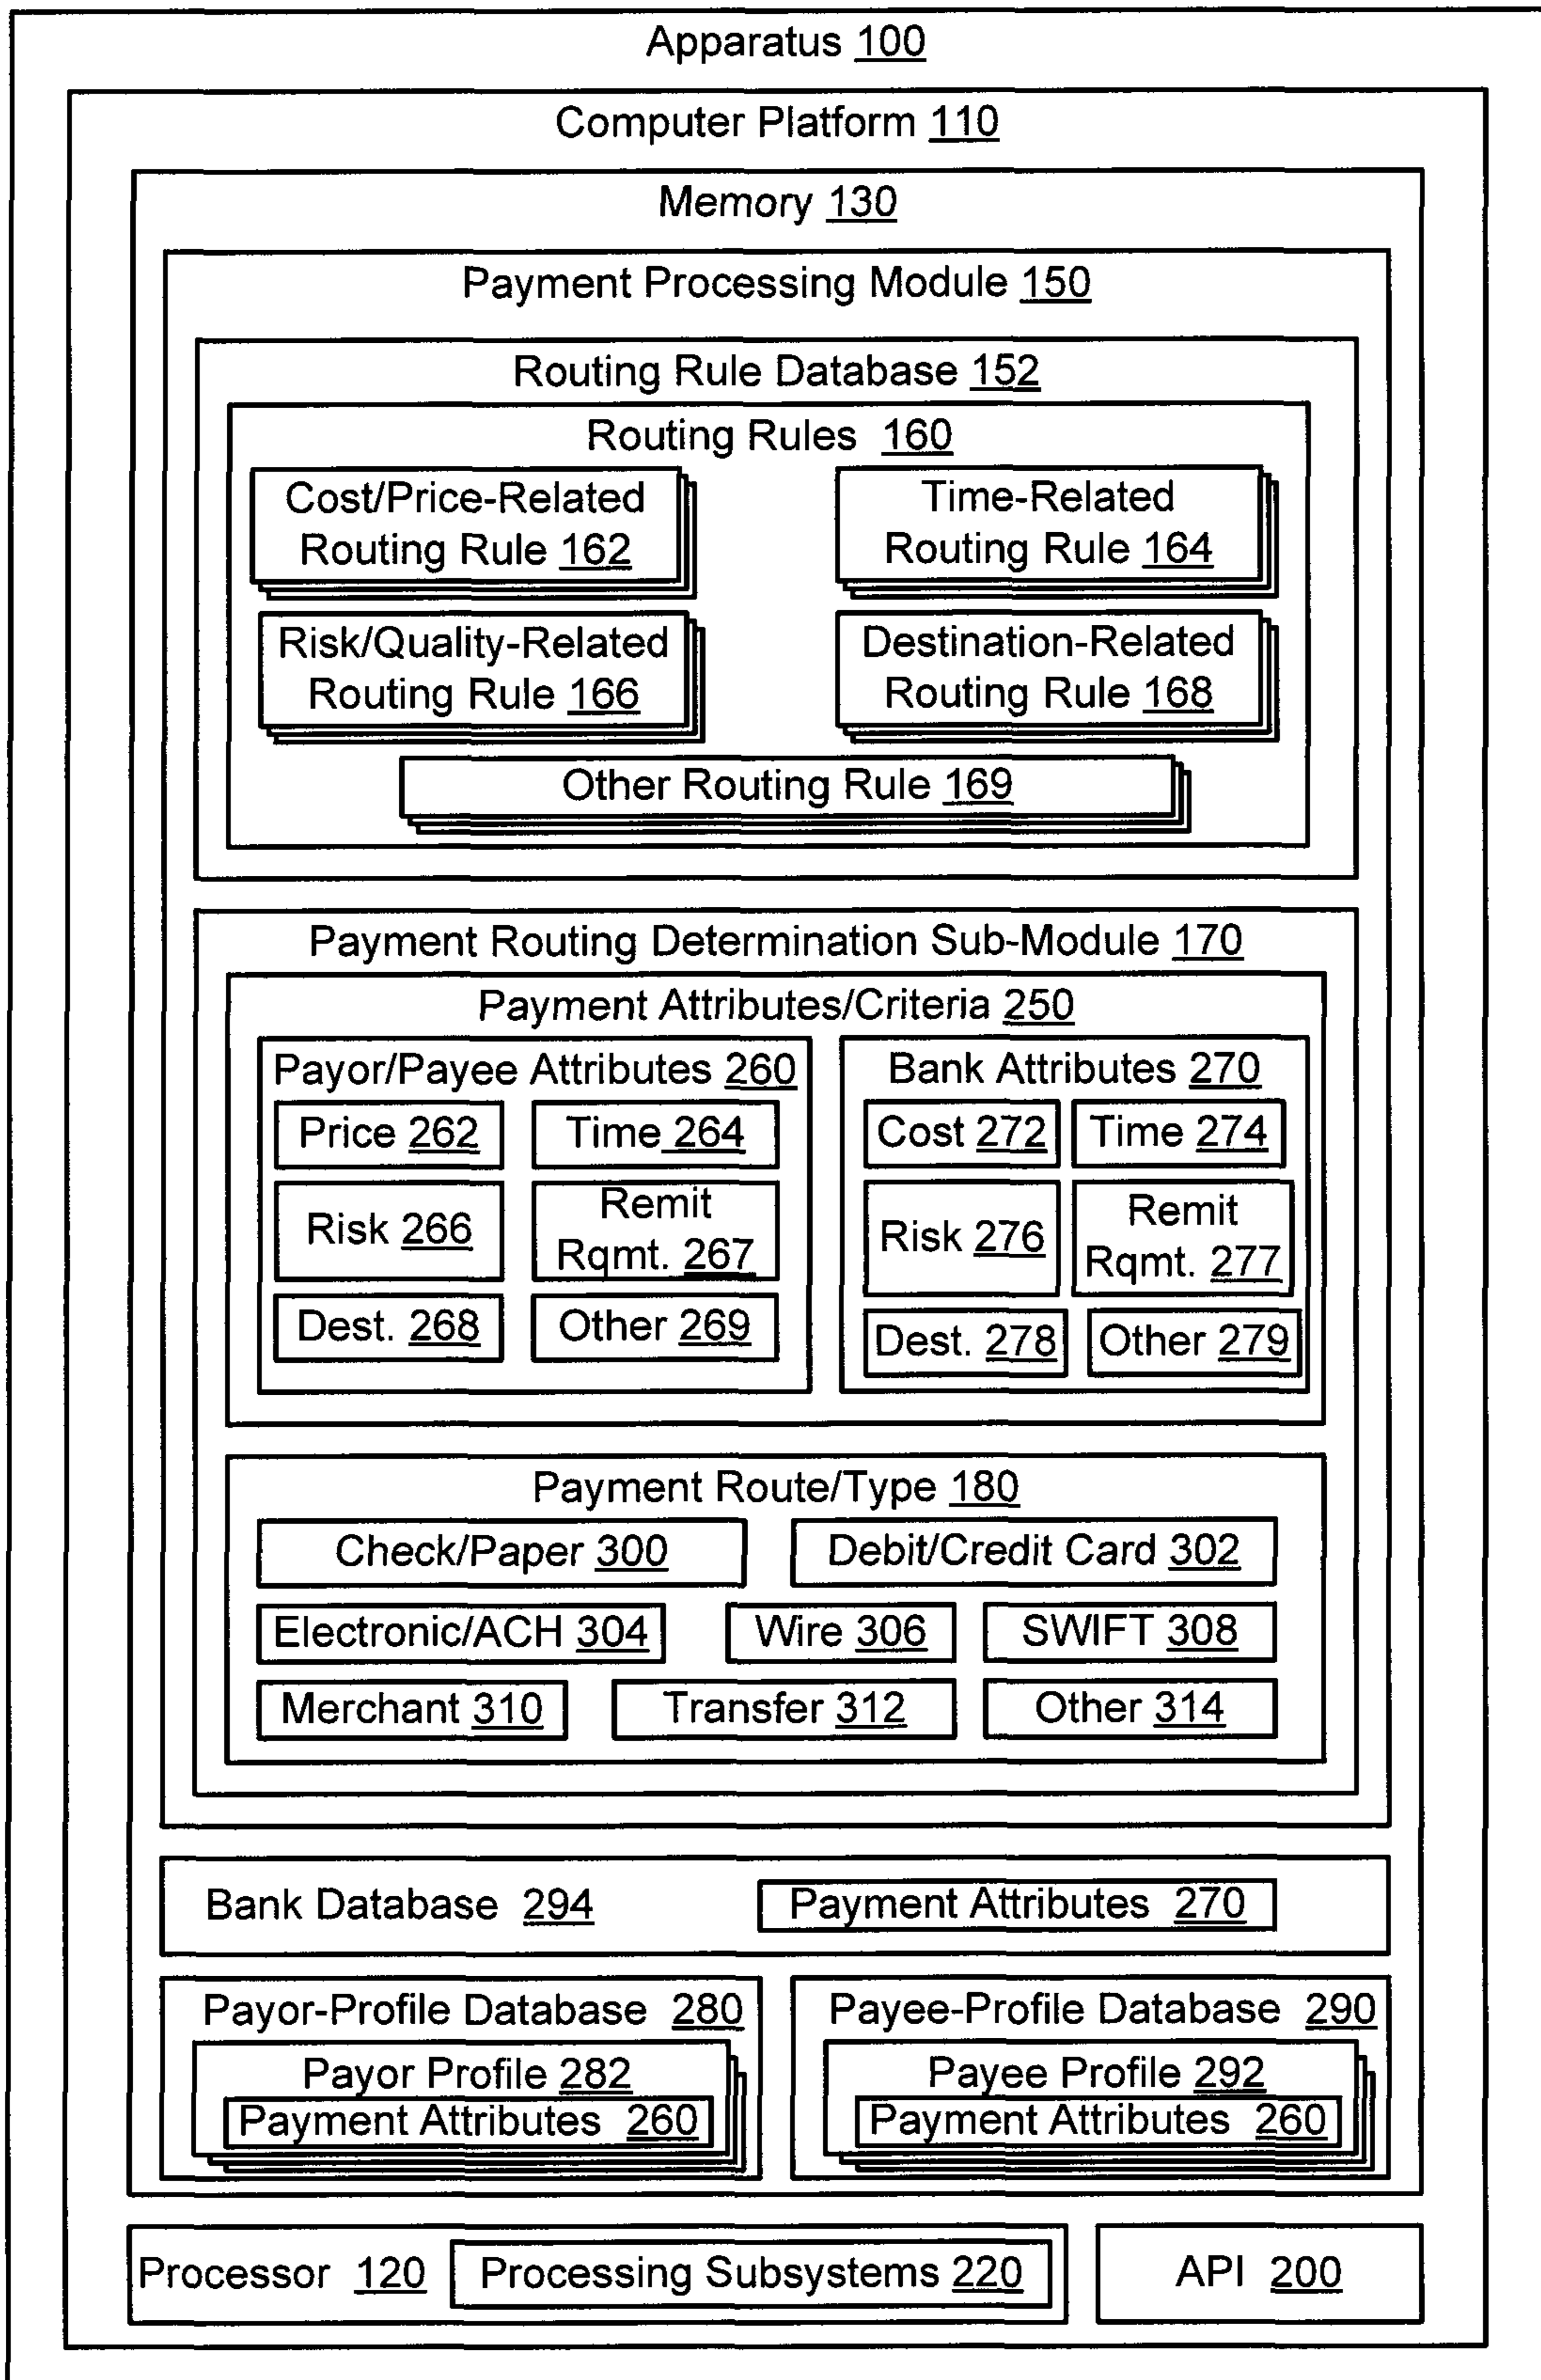 Apparatus 100
Computer Platform 110
Memory 130
Payment Processing Module 150
Routing Rule Database 152
Routing Rules 160
Cost/Price-Related
Routing Rule 162
Time-Related
Routing Rule 164
Risk/Quality-Related
Routing Rule 166
Destination-Related
Routing Rule 168
Other Routing Rule 169
Payment Routing Determination Sub-Module 170
Payment Attributes/Criteria 250
Payor/Payee Attributes 260
Price 262
Time 264
Risk 266
Remit
Rqmt. 267
Dest. 268
Other 269
Bank Attributes 270
Cost 272
Time 274
Risk 276
Remit
Rqmt. 277
Dest. 278
Other 279
Payment Route/Type 180
Check/Paper 300
Debit/Credit Card 302
Electronic/ACH 304
Wire 306
SWIFT 308
Merchant 310
Transfer 312
Other 314
Bank Database 294
Payment Attributes 270
Payor-Profile Database 280
Payor Profile 282
Payment Attributes 260
Payee-Profile Database 290
Payee Profile 292
Payment Attributes 260
Processor 120
Processing Subsystems 220
API 200